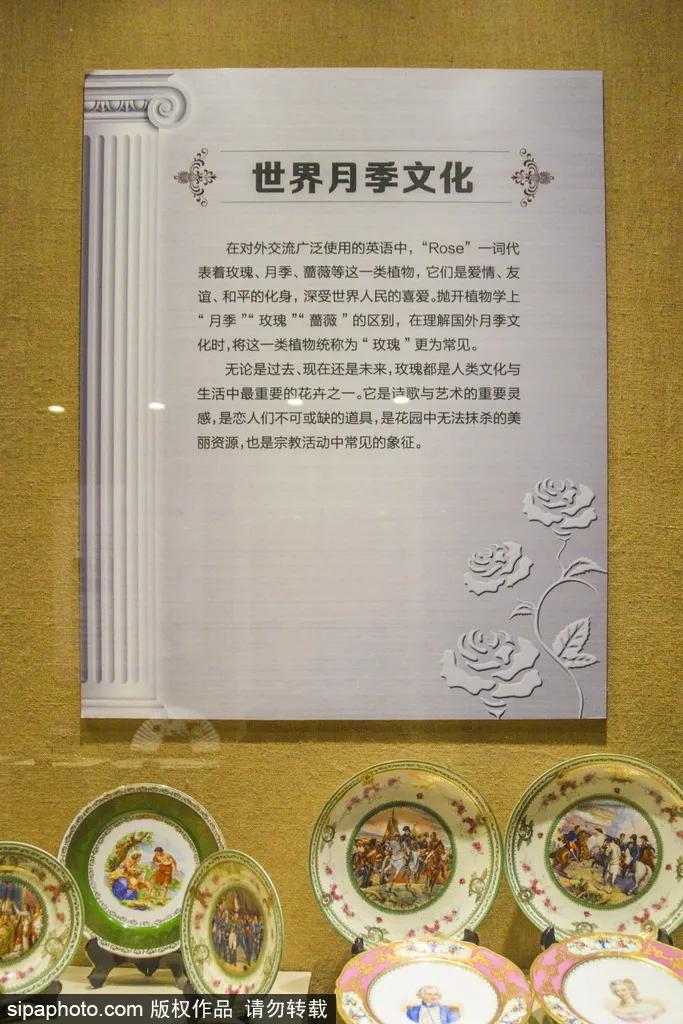 世界月季文化
在对外交流广泛使用的英语中，“Rose”一词代
表着玫瑰、月季、蔷薇等这一类植物，它们是爱情、友
谊、和平的化身，深受世界人民的喜爱。抛开植物学上
“月季”“玫瑰”“蔷薇”的区别，在理解国外月季文
化时，将这一类植物统称为“玫瑰”更为常见。
无论是过去、现在还是未来，玫瑰都是人类文化与
生活中最重要的花卉之一。它是诗歌与艺术的重要灵
感，是恋人们不可或缺的道具，是花园中无法抹杀的美
丽资源，也是宗教活动中常见的象征。
sipaphoto.com 版权作品 请勿转载